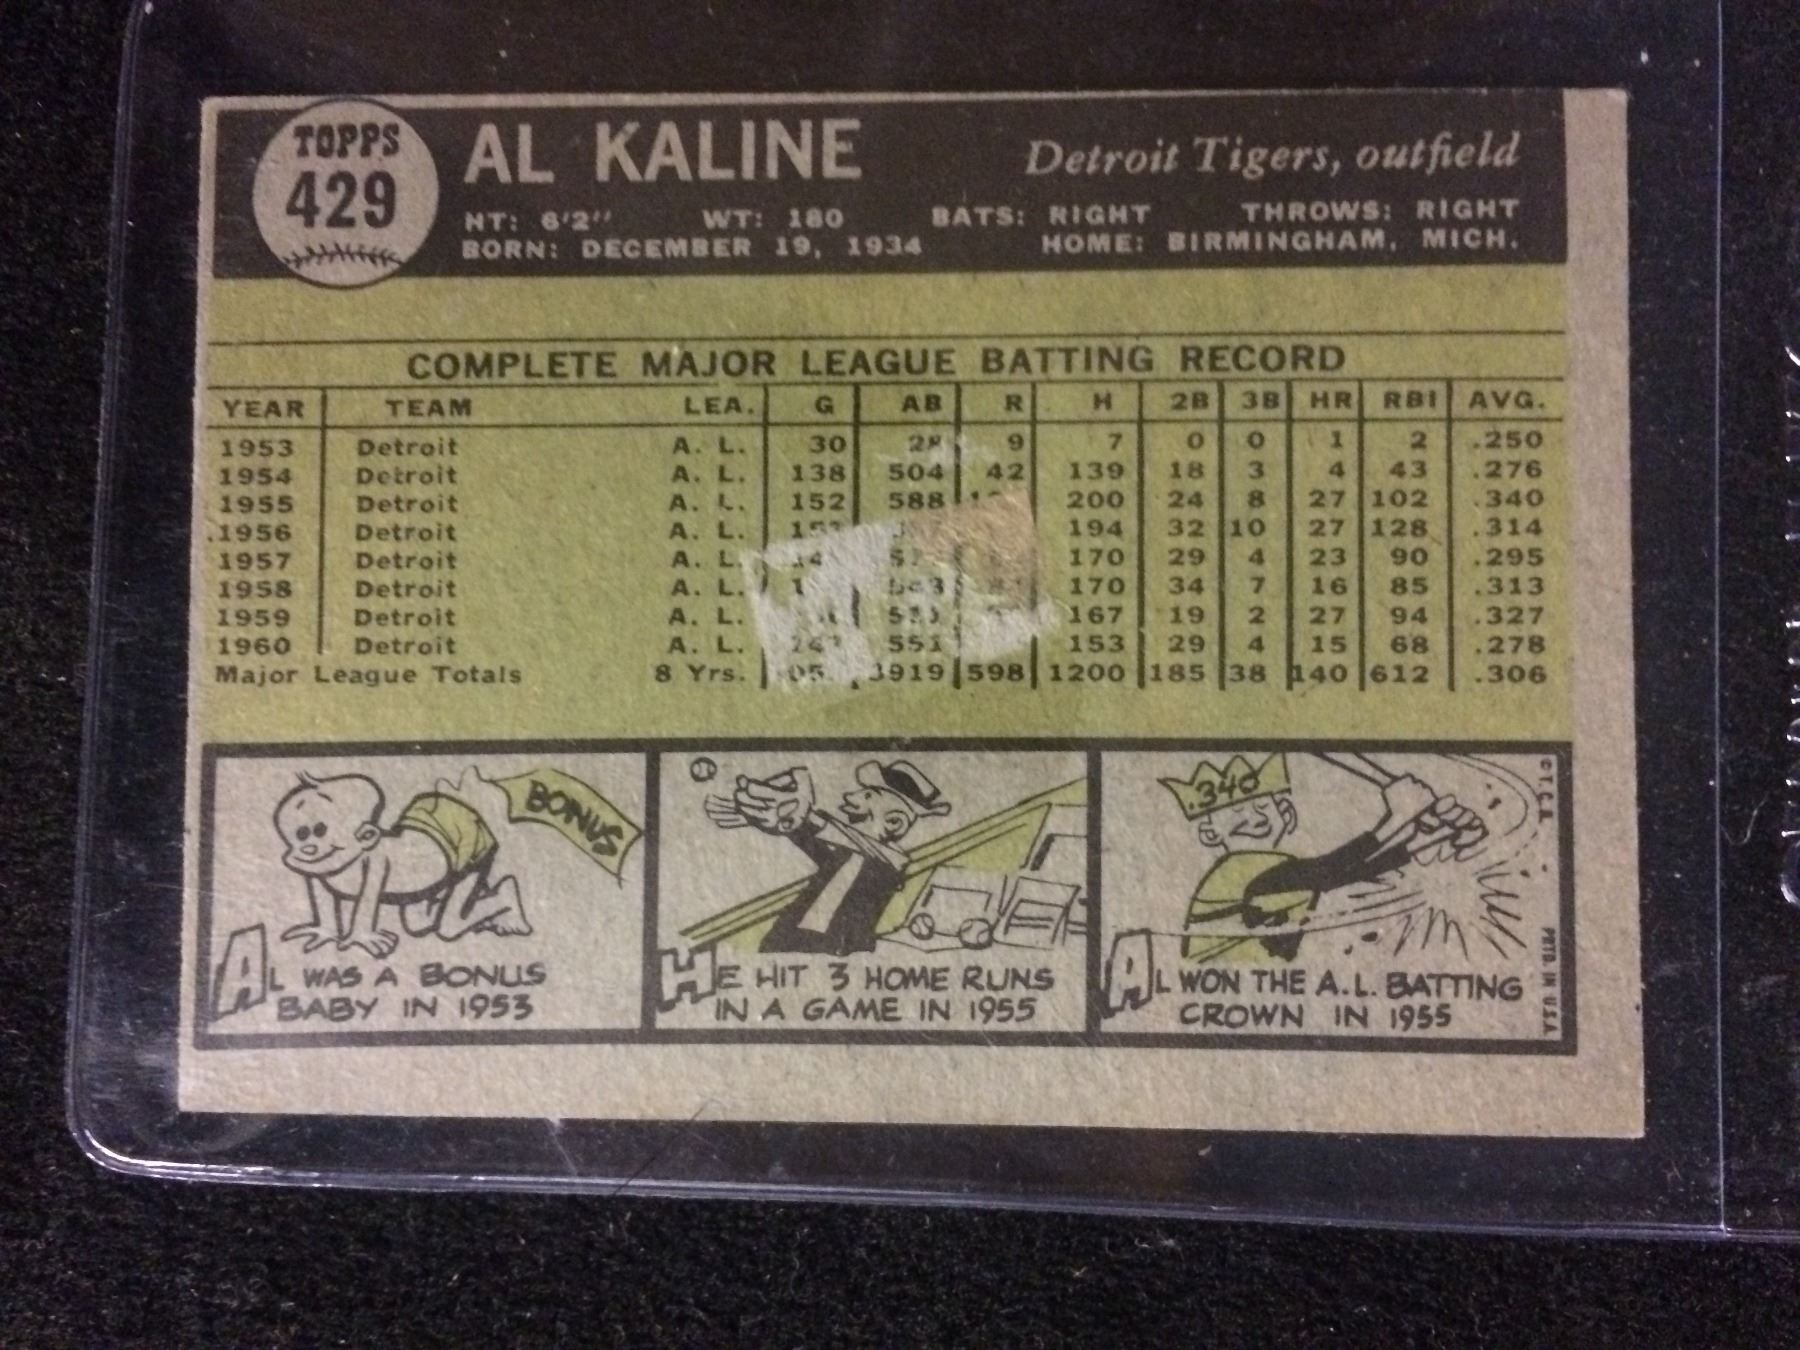 TOPPS
429
AL KALINE
Detroit Tigers, outfield
HT: 6'2" WT: 180 BATS: RIGHT THROWS: RIGHT
BORN: DECEMBER 19, 1934 HOME: BIRMINGHAM, MICH.
COMPLETE MAJOR LEAGUE BATTING RECORD
YEAR TEAM LEA. G AB R H 2B 3B HR RBI AVG.
1953 Detroit A. L. 30 28 9 7 0 0 1 2 .250
1954 Detroit A. L. 138 504 42 139 18 3 4 43 .276
1955 Detroit A. L. 152 588 200 24 8 27 102 .340
1956 Detroit A. L. 194 32 10 27 128 .314
1957 Detroit A. L. 170 29 4 23 90 .295
1958 Detroit A. L. 543 170 34 7 16 85 .313
1959 Detroit A. L. 167 19 2 27 94 .327
1960 Detroit A. L. 551 153 29 4 15 68 .278
Major League Totals 8 Yrs. 3919 598 1200 185 38 140 612 .306
BONUS
AL WAS A BONUS
BABY IN 1953
HE HIT 3 HOME RUNS
IN A GAME IN 1955
.340
AL WON THE A.L. BATTING
CROWN IN 1955
© T.C.G.
PRTD. IN U.S.A.